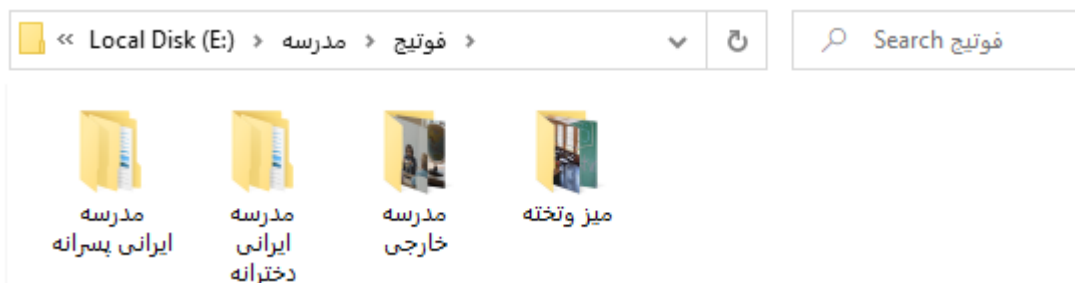 « Local Disk (E:) › مدرسه › فوتیج ›
Search فوتیج
مدرسه
ایرانی پسرانه
مدرسه
ایرانی
دخترانه
مدرسه
خارجی
میز وتخته